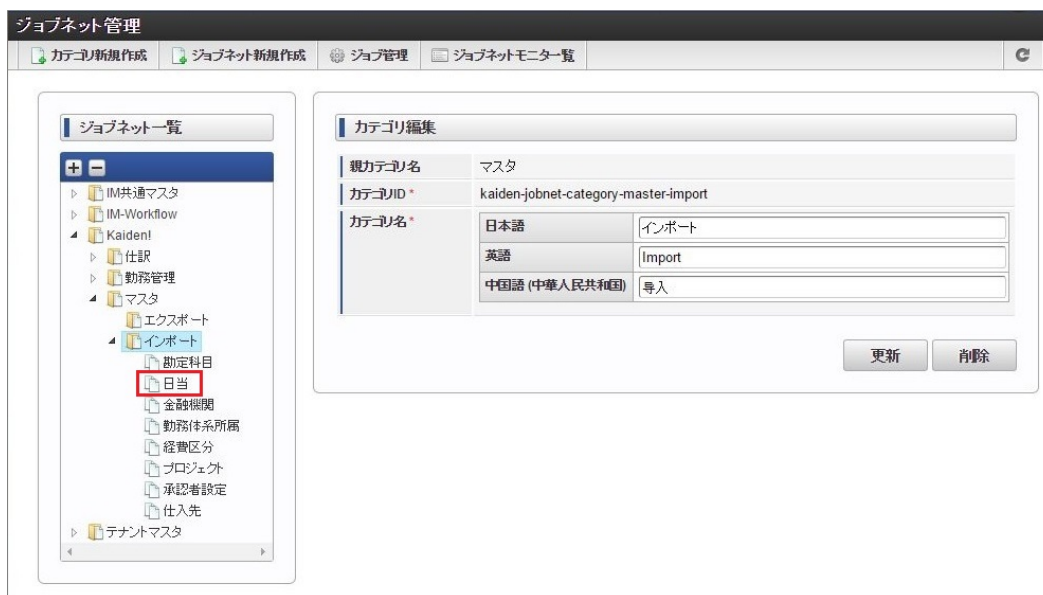 ジョブネット管理
カテゴリ新規作成 ジョブネット新規作成 ジョブ管理 ジョブネットモニタ一覧
ジョブネット一覧
IM共通マスタ
IM-Workflow
Kaiden!
仕訳
勤務管理
マスタ
エクスポート
インポート
勘定科目
日当
金融機関
勤務体系所属
経費区分
プロジェクト
承認者設定
仕入先
テナントマスタ
カテゴリ編集
親カテゴリ名 マスタ
カテゴリID * kaiden-jobnet-category-master-import
カテゴリ名 * 日本語 インポート
英語 Import
中国語 (中華人民共和国) 导入
更新 削除